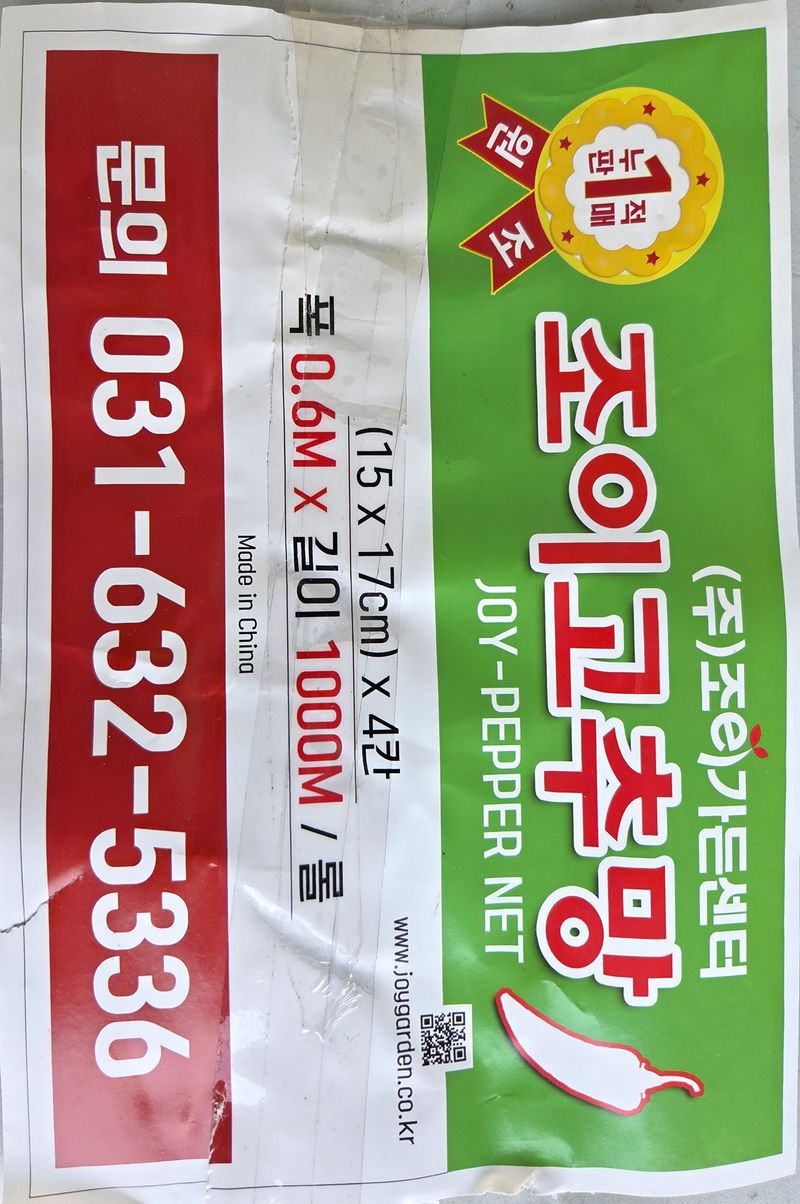 (주)조e)가든센터
누적
1
판매
원조
조이고추망
JOY-PEPPER NET
www.joygarden.co.kr
(15 x 17cm) x 4칸
폭 0.6M x 길이 1000M / 롤
Made in China
문의 031-632-5336